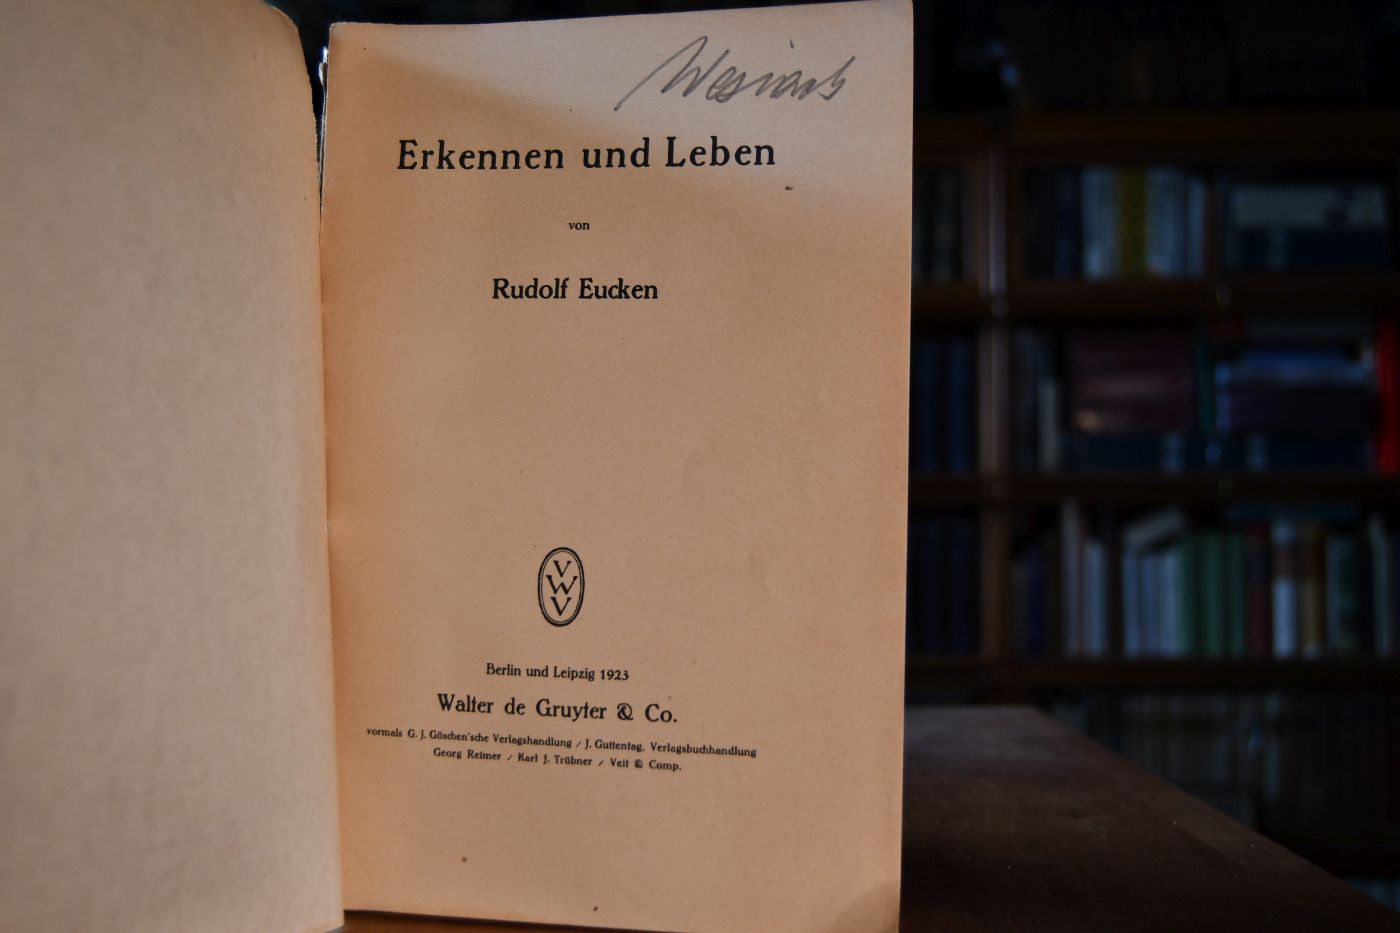 Erkennen und Leben
von
Rudolf Eucken
V
W
V
Berlin und Leipzig 1923
Walter de Gruyter & Co.
vormals G. J. Göschen'sche Verlagshandlung / J. Guttentag, Verlagsbuchhandlung
Georg Reimer / Karl J. Trübner / Veit & Comp.